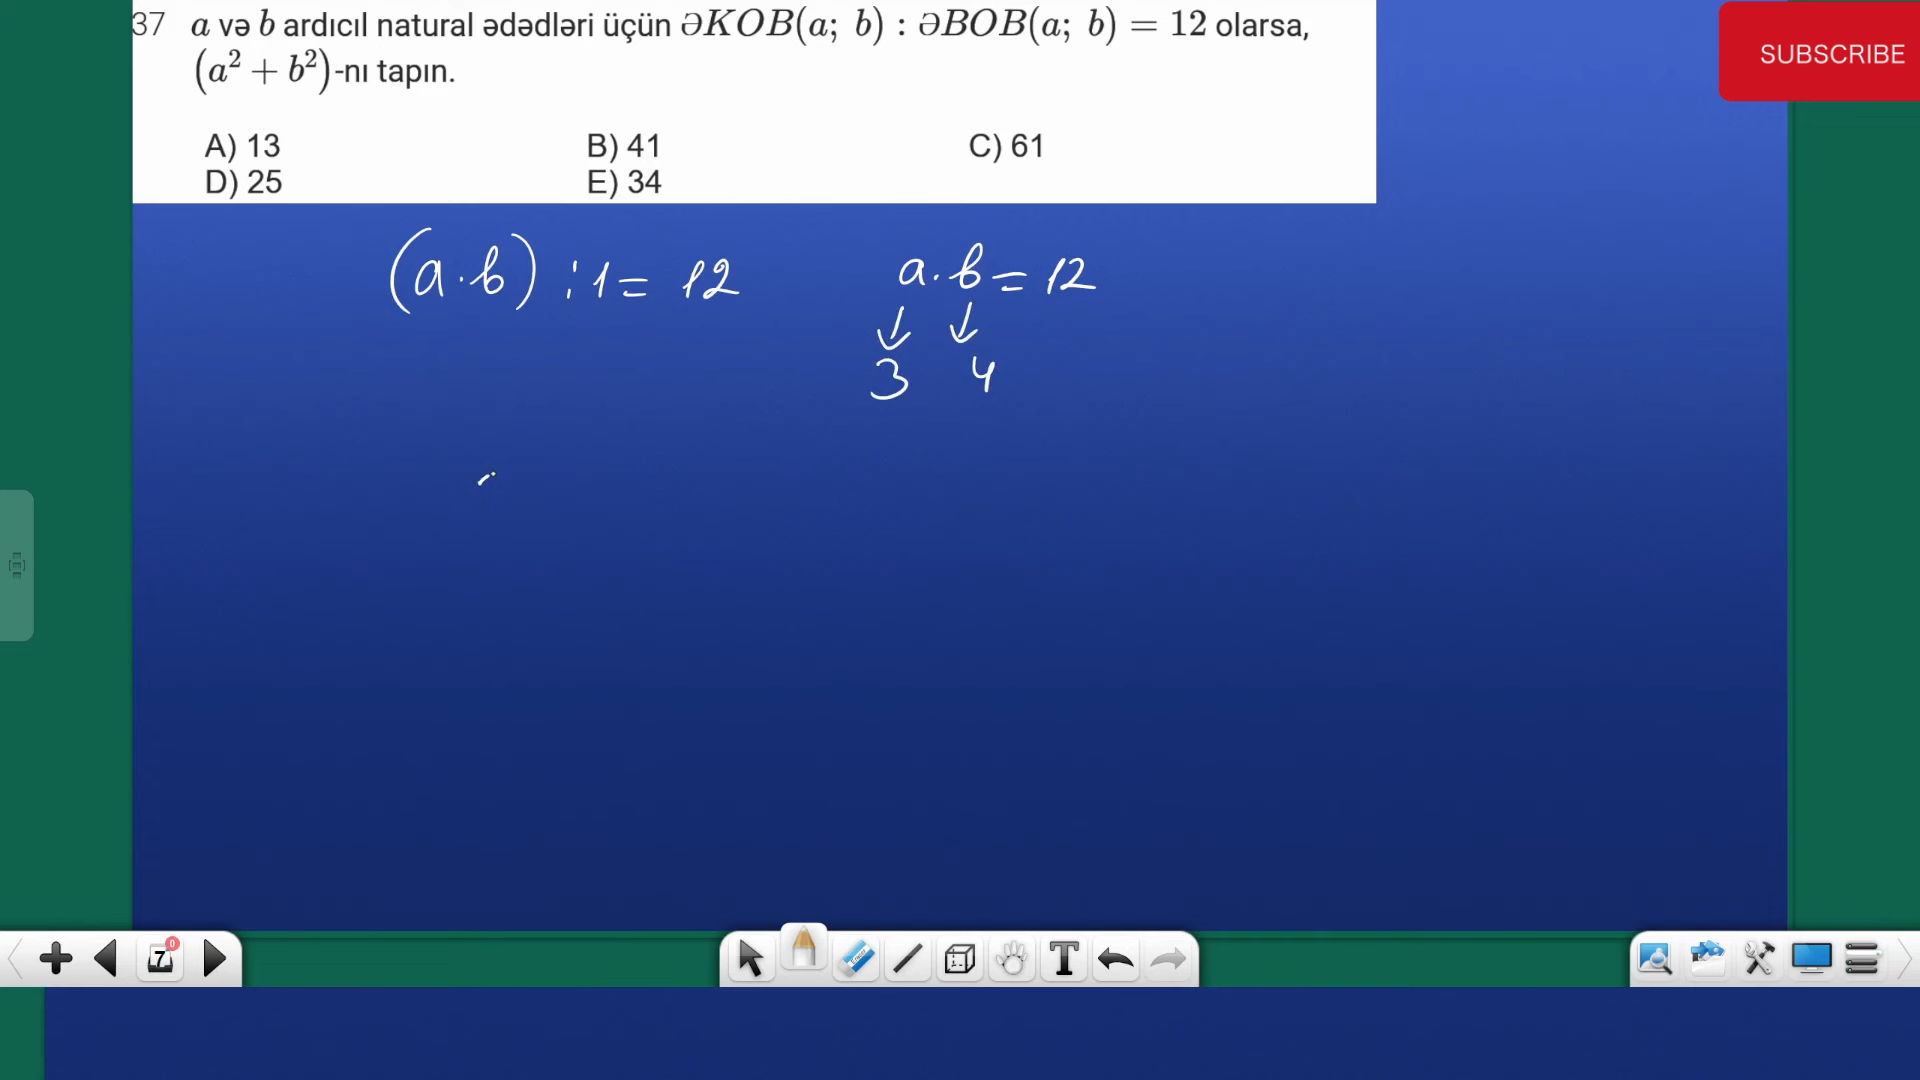 SUBSCRIBE
37 a və b ardıcıl natural ədədləri üçün ƏKOB(a; b) : ƏBOB(a; b) = 12 olarsa,
(a² + b²)-nı tapın.
A) 13 B) 41 C) 61
D) 25 E) 34
(a·b) : 1 = 12 a·b = 12
↓ ↓
3 4
7 0 T